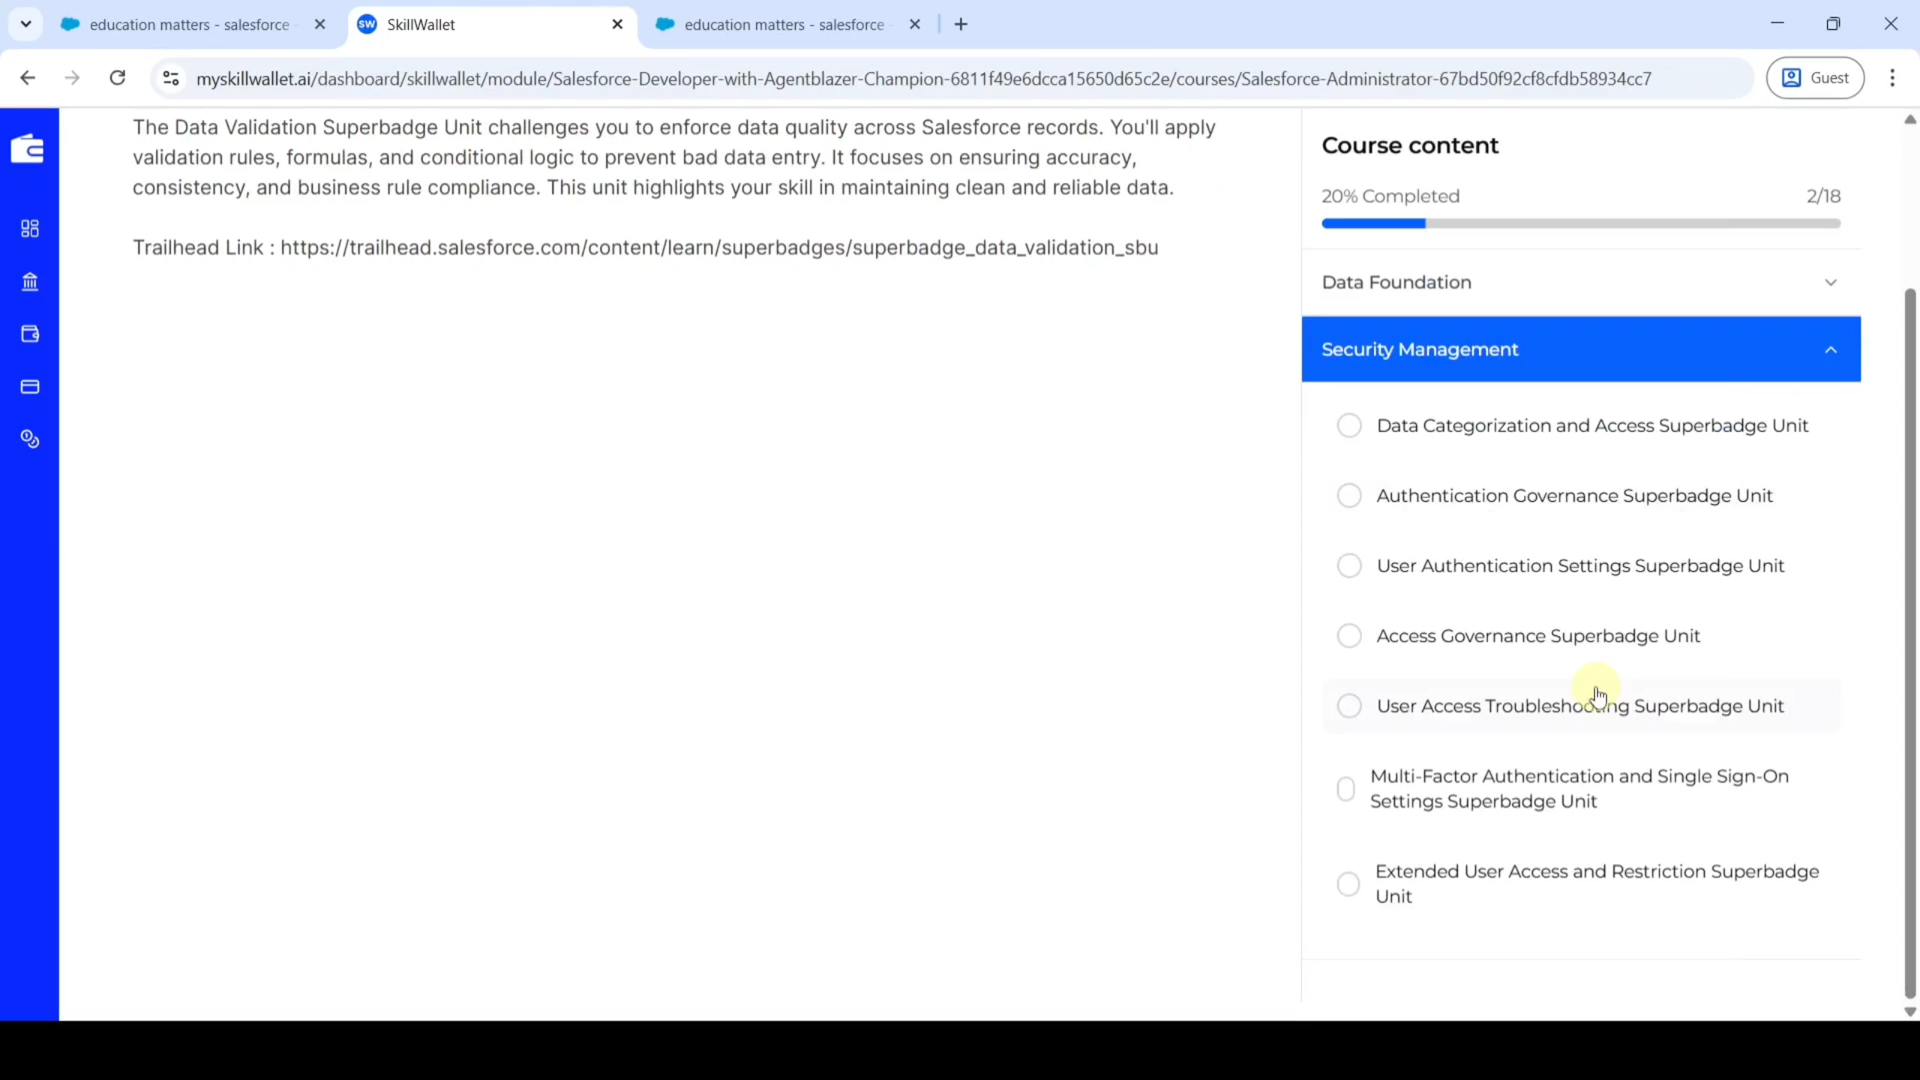 education matters - salesforce
SW SkillWallet
education matters - salesforce
myskillwallet.ai/dashboard/skillwallet/module/Salesforce-Developer-with-Agentblazer-Champion-6811f49e6dcca15650d65c2e/courses/Salesforce-Administrator-67bd50f92cf8cfdb58934cc7
Guest
The Data Validation Superbadge Unit challenges you to enforce data quality across Salesforce records. You'll apply
validation rules, formulas, and conditional logic to prevent bad data entry. It focuses on ensuring accuracy,
consistency, and business rule compliance. This unit highlights your skill in maintaining clean and reliable data.
Trailhead Link : https://trailhead.salesforce.com/content/learn/superbadges/superbadge_data_validation_sbu
Course content
20% Completed 2/18
Data Foundation
Security Management
Data Categorization and Access Superbadge Unit
Authentication Governance Superbadge Unit
User Authentication Settings Superbadge Unit
Access Governance Superbadge Unit
User Access Troubleshooting Superbadge Unit
Multi-Factor Authentication and Single Sign-On
Settings Superbadge Unit
Extended User Access and Restriction Superbadge
Unit